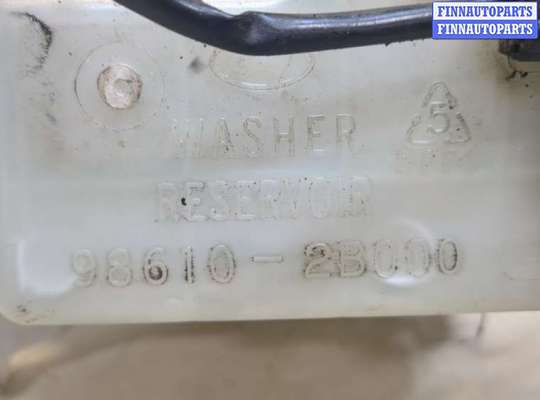 FINNAUTOPARTS
FINNAUTOPARTS
5
WASHER
RESERVOIR
98610-2B000